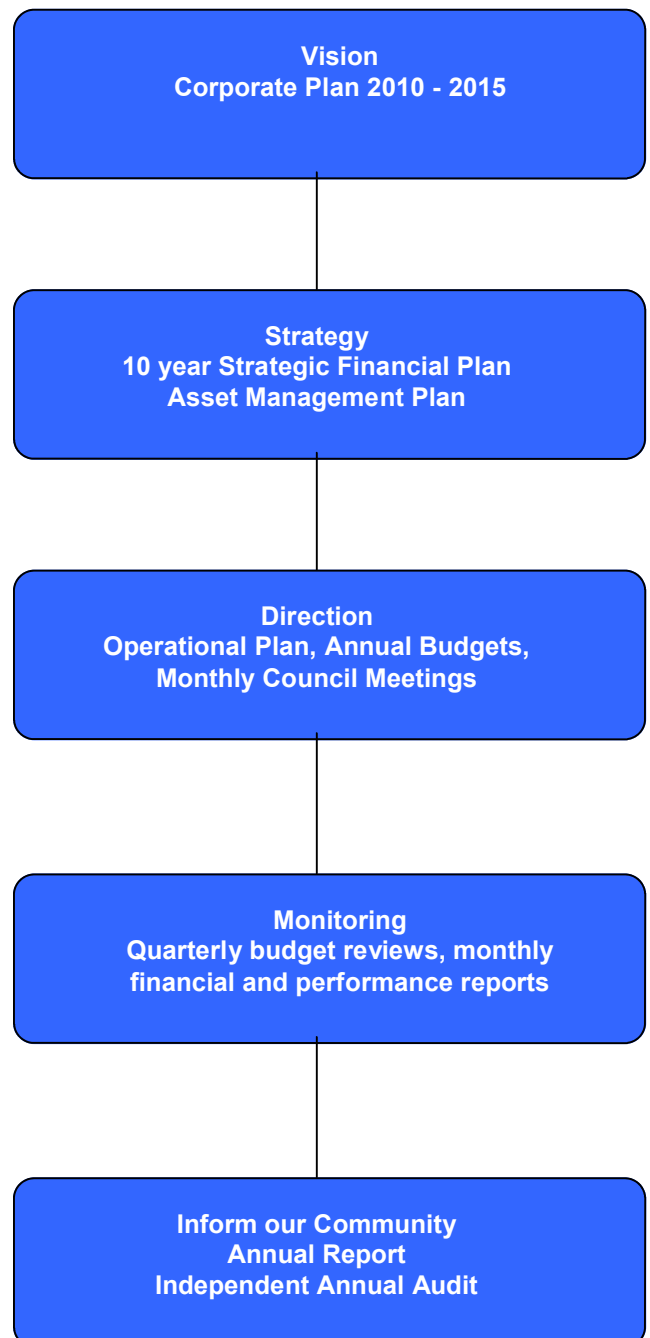 Vision
Corporate Plan 2010 - 2015
Strategy
10 year Strategic Financial Plan
Asset Management Plan
Direction
Operational Plan, Annual Budgets,
Monthly Council Meetings
Monitoring
Quarterly budget reviews, monthly
financial and performance reports
Inform our Community
Annual Report
Independent Annual Audit